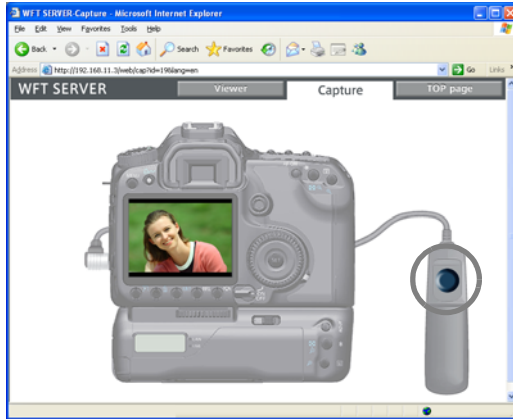 WFT SERVER-Capture - Microsoft Internet Explorer
File Edit View Favorites Tools Help
Back Search Favorites
Address http://192.168.11.3/web/cap?id=19&lang=en Go Links »
WFT SERVER Viewer Capture TOP page
SET